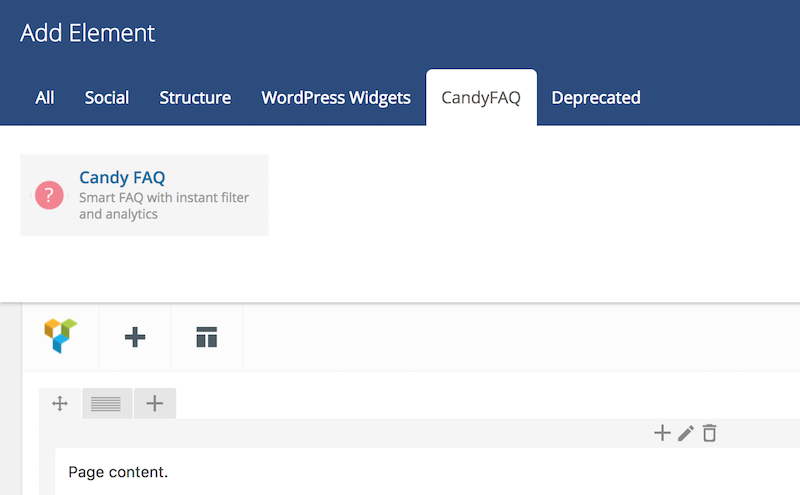 Add Element
All Social Structure WordPress Widgets CandyFAQ Deprecated
?
Candy FAQ
Smart FAQ with instant filter
and analytics
Page content.